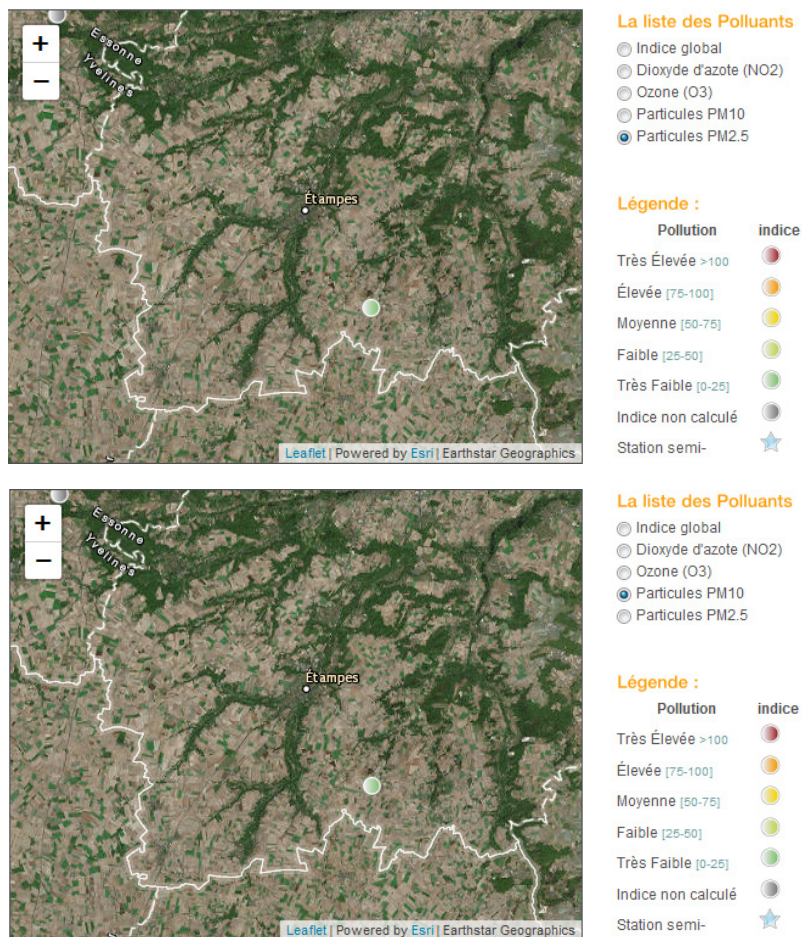 +
−
Essonne
Yvelines
Étampes
Leaflet | Powered by Esri | Earthstar Geographics
La liste des Polluants
Indice global
Dioxyde d'azote (NO2)
Ozone (O3)
Particules PM10
Particules PM2.5
Légende :
Pollution indice
Très Élevée >100
Élevée [75-100]
Moyenne [50-75]
Faible [25-50]
Très Faible [0-25]
Indice non calculé
Station semi-
+
−
Essonne
Yvelines
Étampes
Leaflet | Powered by Esri | Earthstar Geographics
La liste des Polluants
Indice global
Dioxyde d'azote (NO2)
Ozone (O3)
Particules PM10
Particules PM2.5
Légende :
Pollution indice
Très Élevée >100
Élevée [75-100]
Moyenne [50-75]
Faible [25-50]
Très Faible [0-25]
Indice non calculé
Station semi-